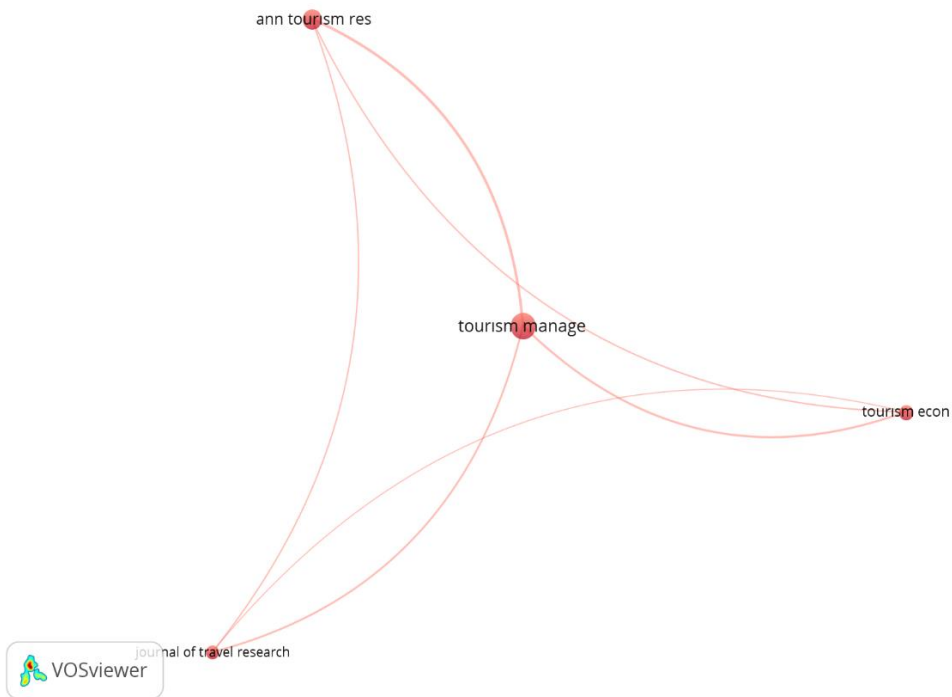 ann tourism res
tourism manage
tourism econ
journal of travel research
VOSviewer